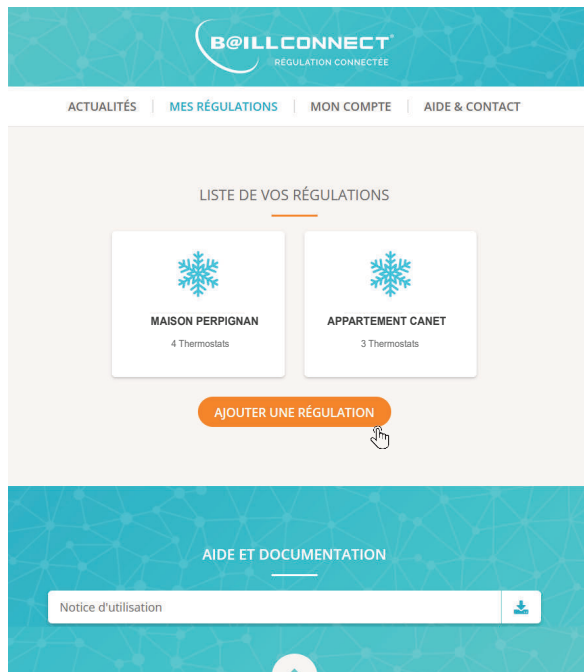 B@ILLCONNECT
RÉGULATION CONNECTÉE
ACTUALITÉS MES RÉGULATIONS MON COMPTE AIDE & CONTACT
LISTE DE VOS RÉGULATIONS
MAISON PERPIGNAN
4 Thermostats
APPARTEMENT CANET
3 Thermostats
AJOUTER UNE RÉGULATION
AIDE ET DOCUMENTATION
Notice d'utilisation